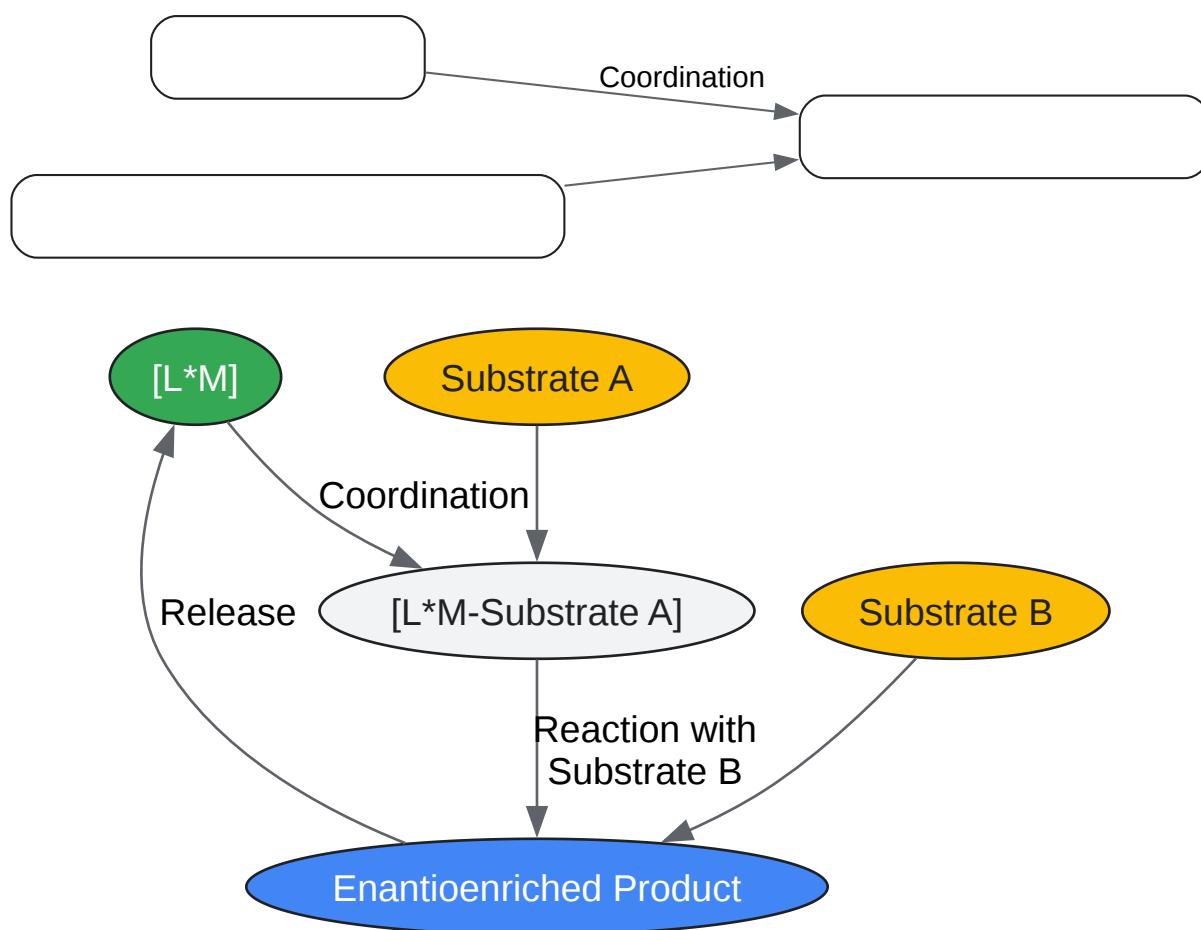 Coordination
[L*M]
Substrate A
Coordination
Release
[L*M-Substrate A]
Substrate B
Reaction with
Substrate B
Enantioenriched Product